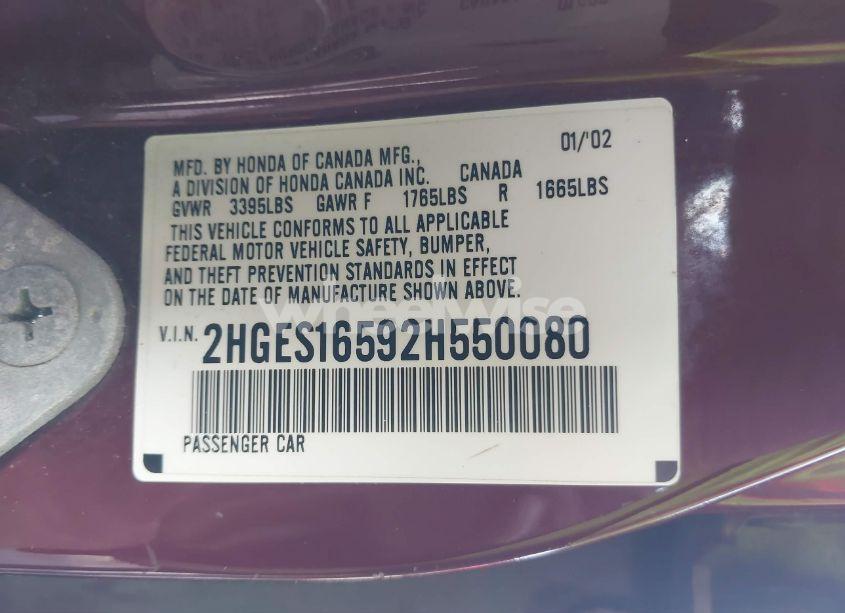 01/'02
MFD. BY HONDA OF CANADA MFG.,
A DIVISION OF HONDA CANADA INC. CANADA
GVWR 3395LBS GAWR F 1765LBS R 1665LBS
THIS VEHICLE CONFORMS TO ALL APPLICABLE
FEDERAL MOTOR VEHICLE SAFETY, BUMPER,
AND THEFT PREVENTION STANDARDS IN EFFECT
ON THE DATE OF MANUFACTURE SHOWN ABOVE.
wheelwise
V.I.N. 2HGES16592H550080
PASSENGER CAR